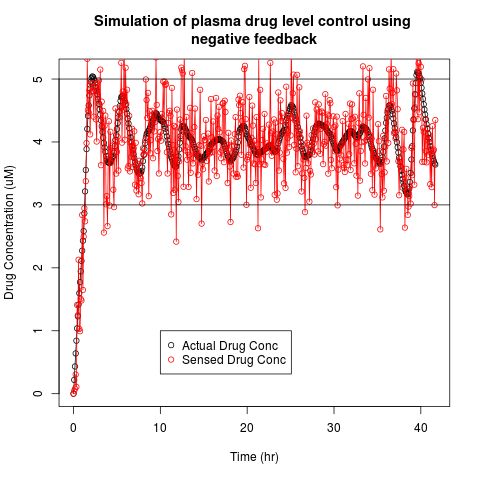 Simulation of plasma drug level control using
negative feedback
Drug Concentration (uM)
5
4
3
2
1
0
Actual Drug Conc
Sensed Drug Conc
0 10 20 30 40
Time (hr)